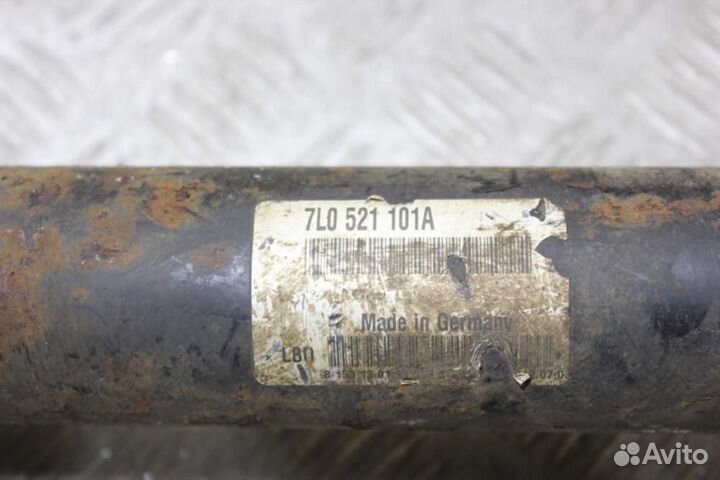 7L0 521 101A
Made in Germany
LBO
Avito